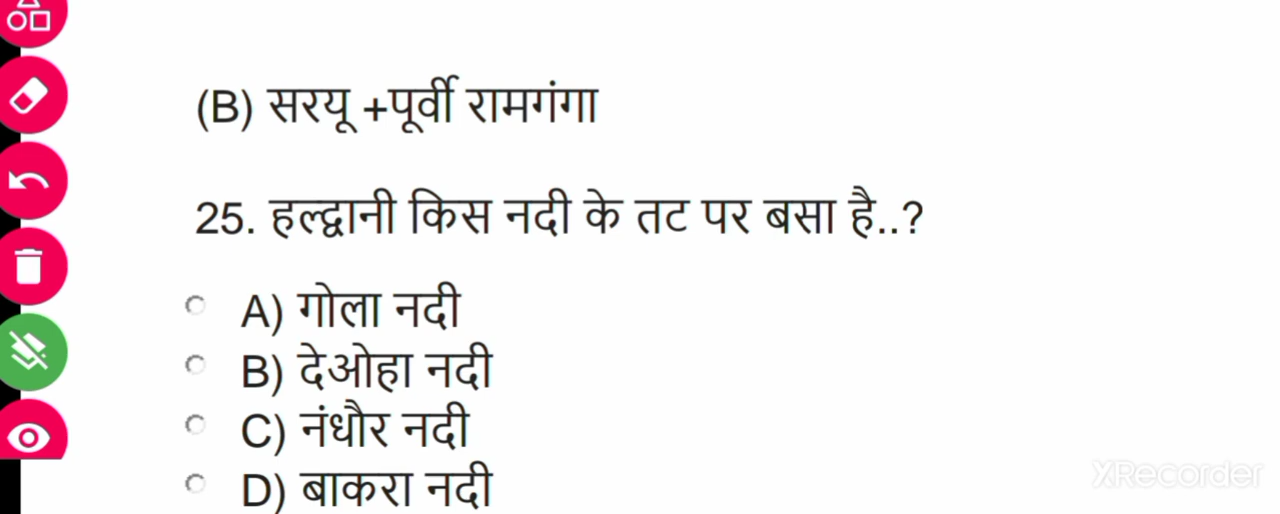 (B) सरयू +पूर्वी रामगंगा
25. हल्द्वानी किस नदी के तट पर बसा है..?
A) गोला नदी
B) देओहा नदी
C) नंधौर नदी
D) बाकरा नदी
XRecorder